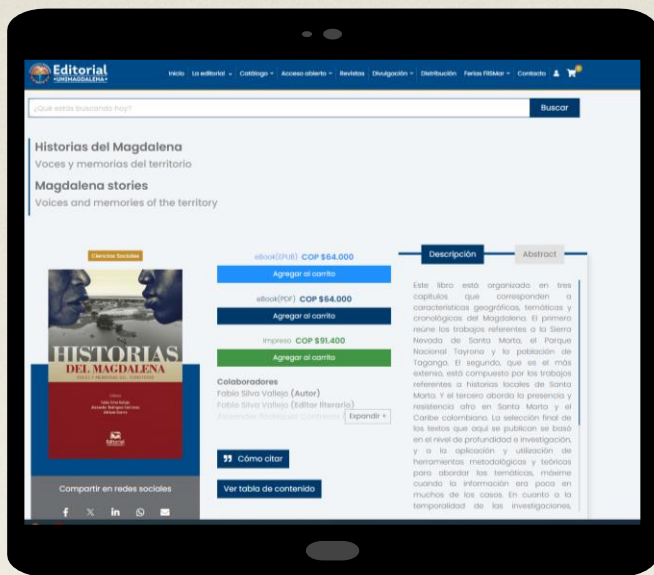 Editorial
UNIMAGDALENA
Inicio La editorial Catálogo Acceso abierto Revistas Divulgación Distribución Ferias FilSMar Contacto
¿Qué estás buscando hoy?
Buscar
Historias del Magdalena
Voces y memorias del territorio
Magdalena stories
Voices and memories of the territory
Ciencias Sociales
HISTORIAS
DEL MAGDALENA
VOCES Y MEMORIAS DEL TERRITORIO
Fabio Silva Vallejo
Editorial
Compartir en redes sociales
eBook(EPUB) COP $64.000
Agregar al carrito
eBook(PDF) COP $64.000
Agregar al carrito
Impreso COP $91.400
Agregar al carrito
Colaboradores
Fabio Silva Vallejo (Autor)
Fabio Silva Vallejo (Editor literario)
Expandir +
Cómo citar
Ver tabla de contenido
Descripción
Abstract
Este libro está organizado en tres
capítulos que corresponden a
características geográficas, temáticas y
cronológicas del Magdalena. El primero
reúne los trabajos referentes a la Sierra
Nevada de Santa Marta, el Parque
Nacional Tayrona y la población de
Taganga. El segundo, que es el más
extenso, está compuesto por los trabajos
referentes a historias locales de Santa
Marta. Y el tercero aborda la presencia y
resistencia afro en Santa Marta y el
Caribe colombiano. La selección final de
los textos que aquí se publican se basó
en el nivel de profundidad e investigación,
y a la aplicación y utilización de
herramientas metodológicas y teóricas
para abordar las temáticas, máxime
cuando la información era poca en
muchos de los casos. En cuanto a la
temporalidad de las investigaciones,